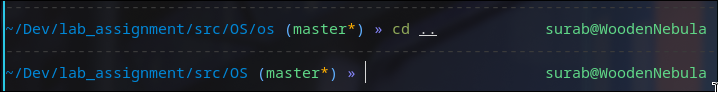 ~/Dev/lab_assignment/src/OS/os (master*) » cd .. surab@WoodenNebula
~/Dev/lab_assignment/src/OS (master*) » surab@WoodenNebula